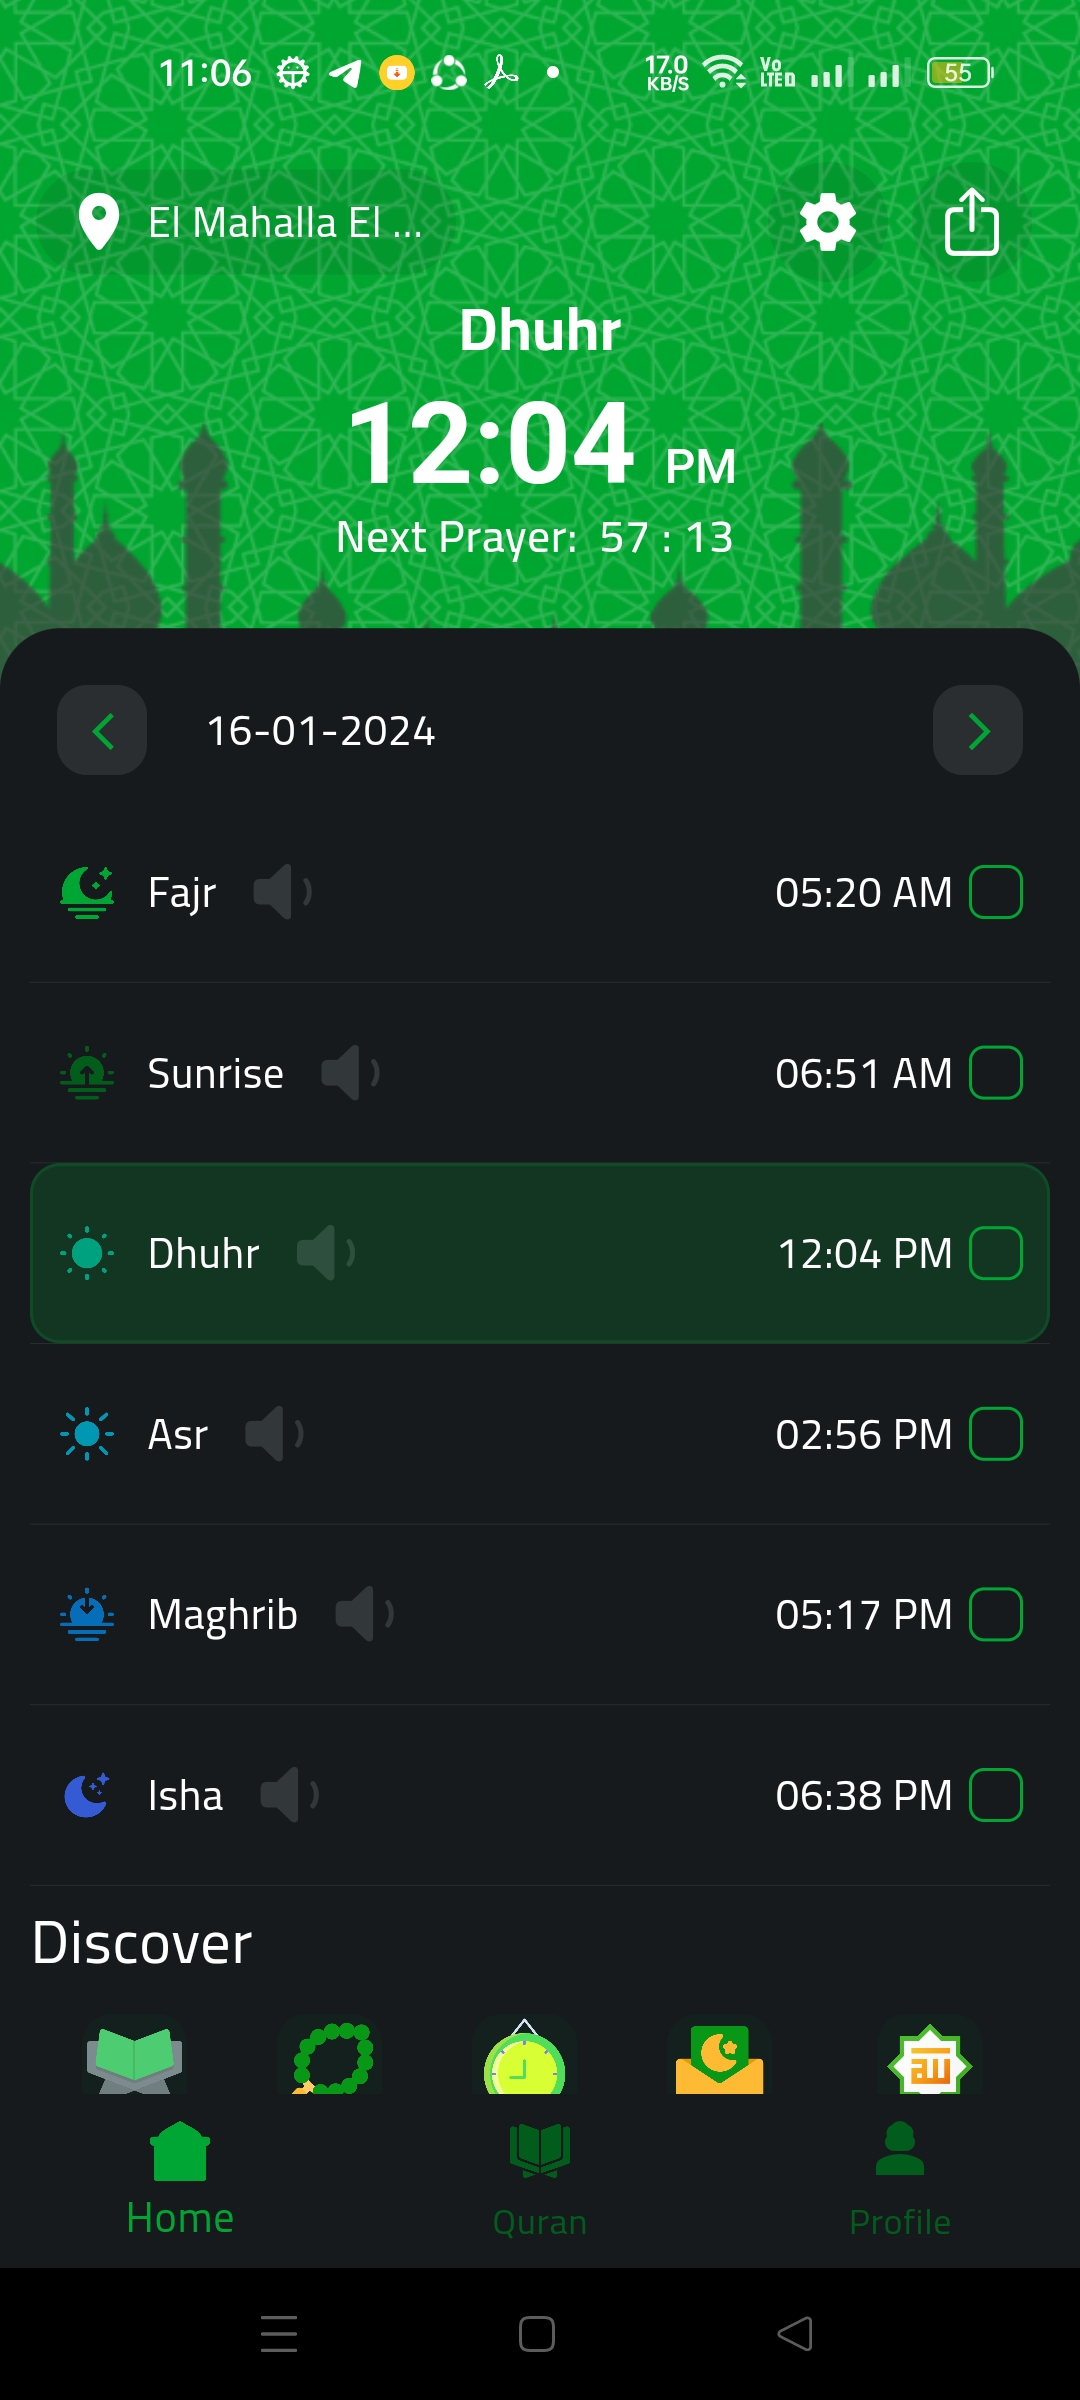 11:06 17.0 KB/S Vo LTE 55
El Mahalla El ...
Dhuhr
12:04 PM
Next Prayer: 57 : 13
16-01-2024
Fajr 05:20 AM
Sunrise 06:51 AM
Dhuhr 12:04 PM
Asr 02:56 PM
Maghrib 05:17 PM
Isha 06:38 PM
Discover
Home Quran Profile